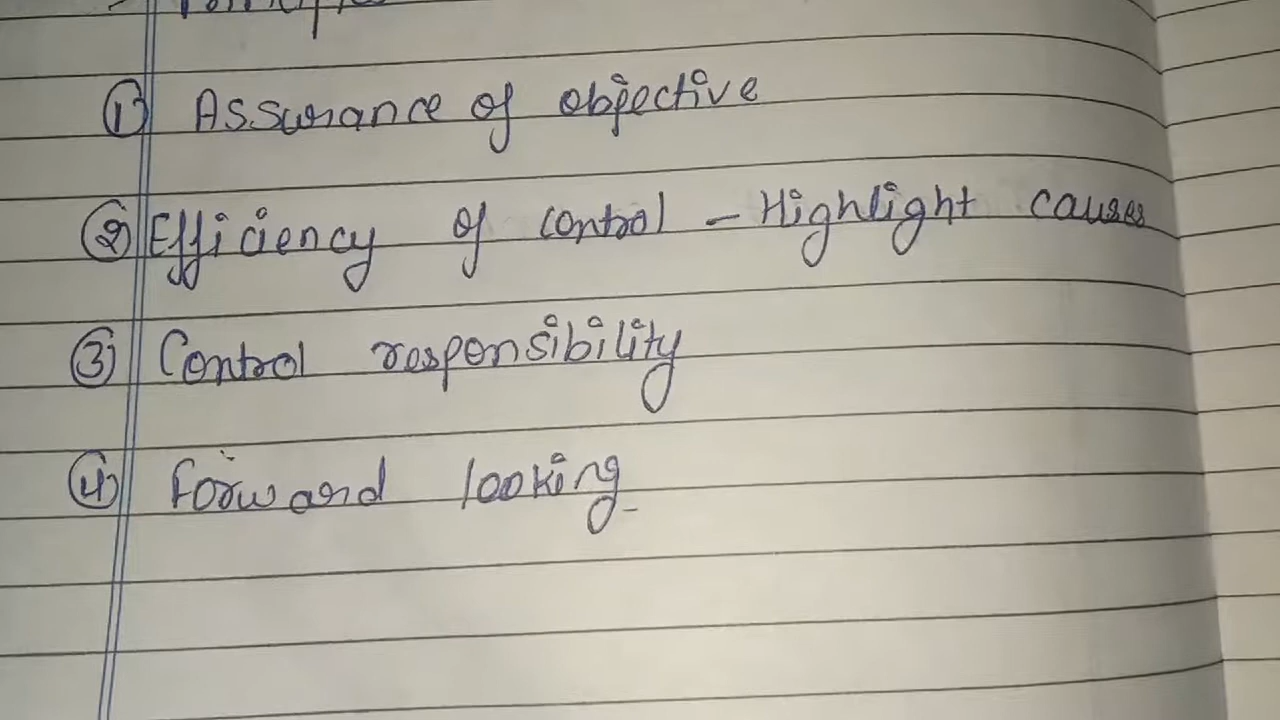 ① Assurance of objective
② Efficiency of control - Highlight causes
③ Control responsibility
④ Forward looking